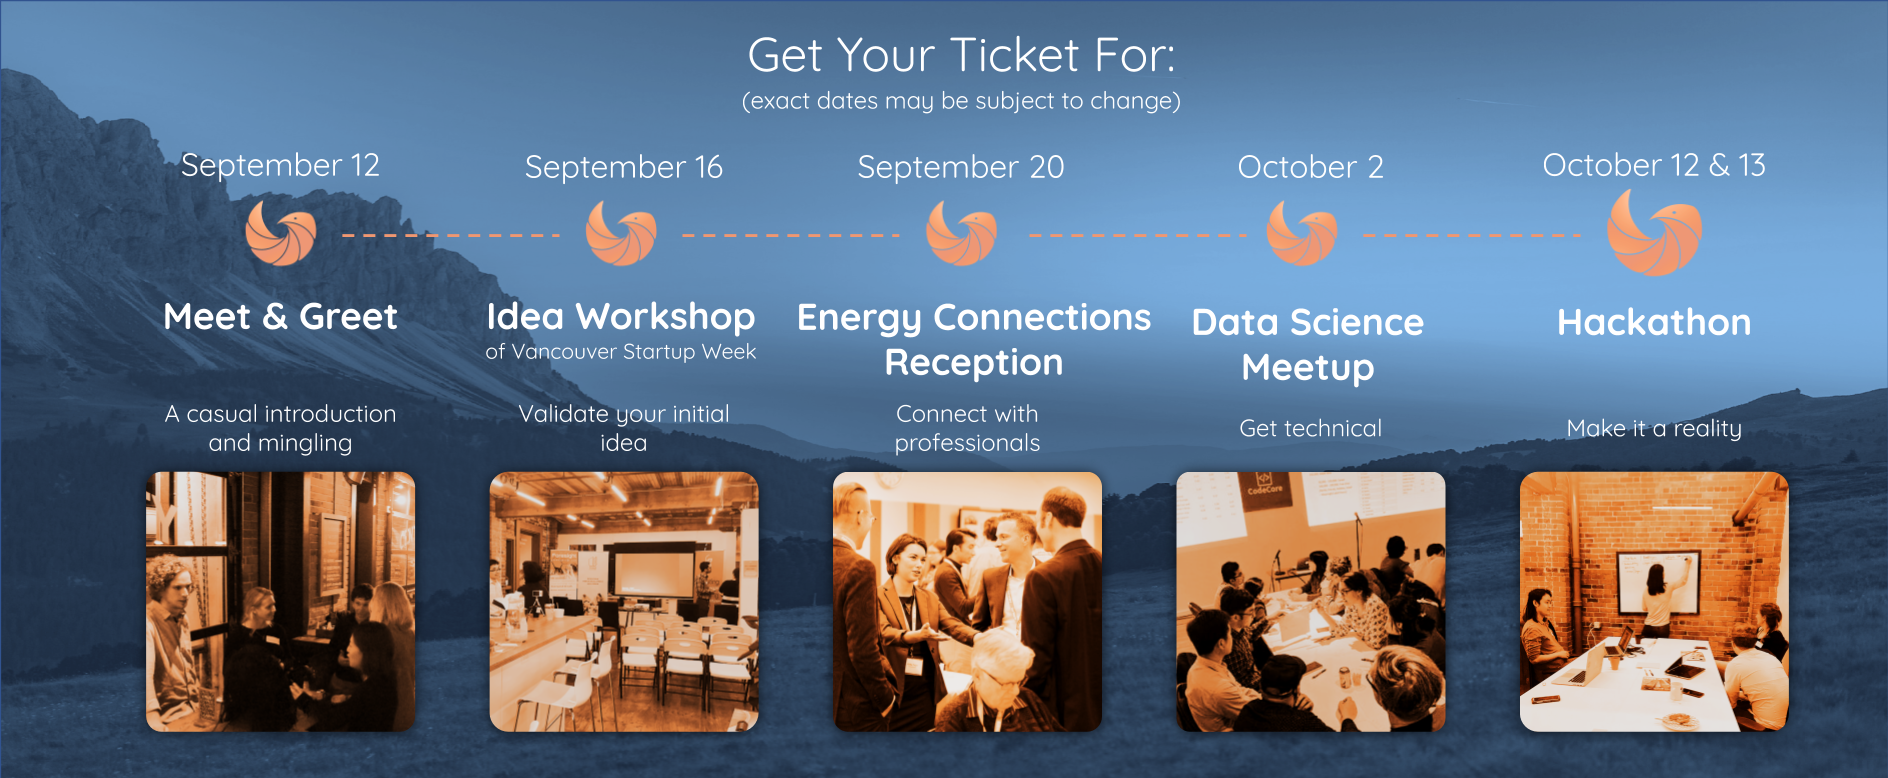 Get Your Ticket For:
(exact dates may be subject to change)
September 12
September 16
September 20
October 2
October 12 & 13
Meet & Greet
Idea Workshop
of Vancouver Startup Week
Energy Connections
Reception
Data Science
Meetup
Hackathon
A casual introduction
and mingling
Validate your initial
idea
Connect with
professionals
Get technical
Make it a reality
CodeCore